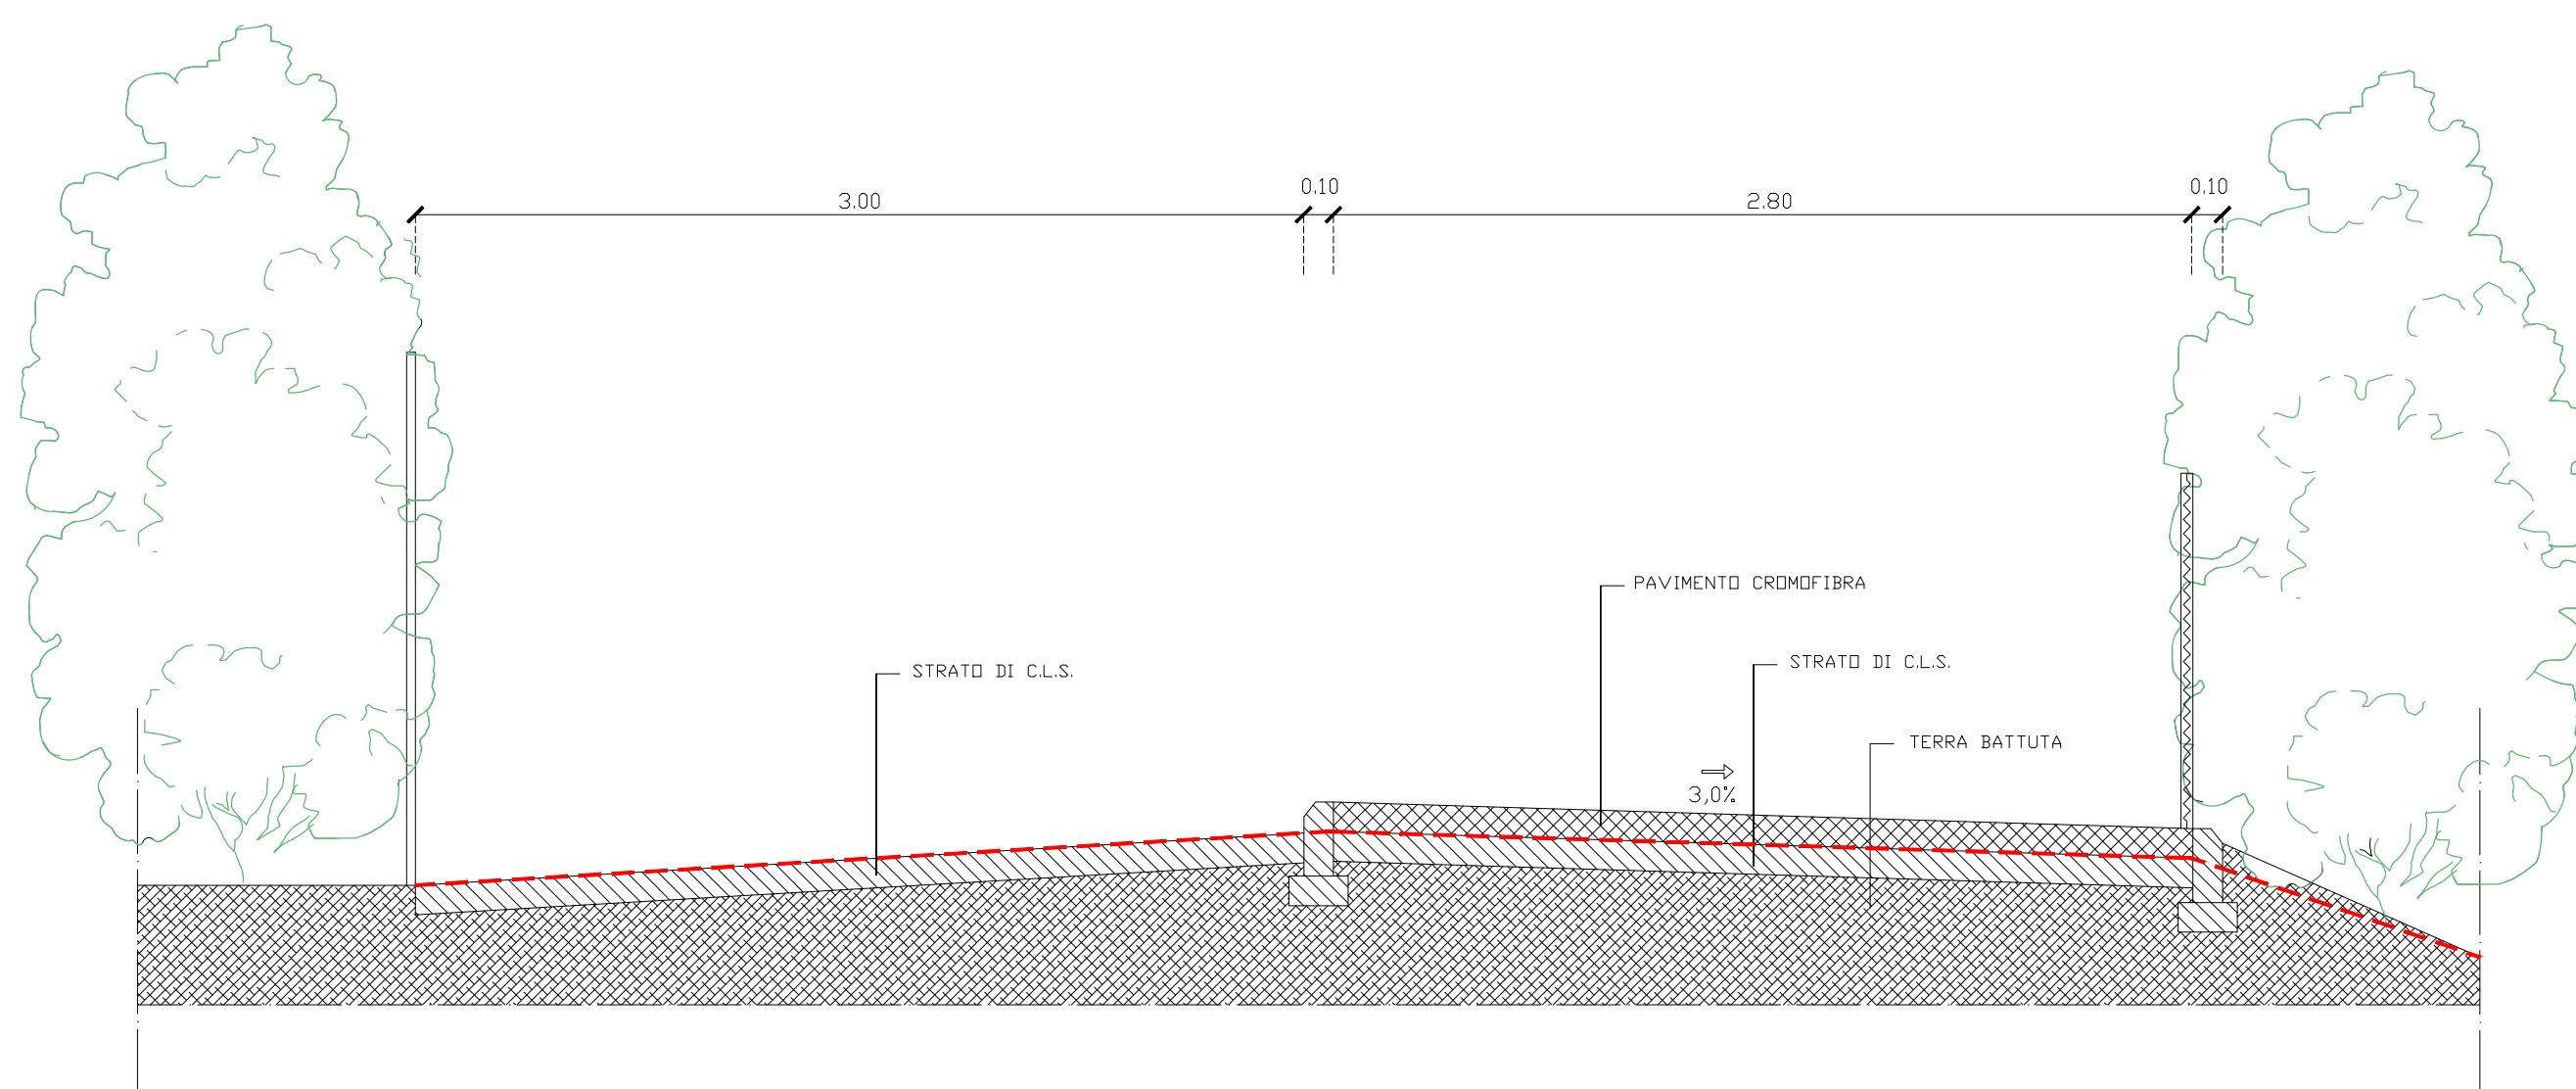 0.10
0.10
3.00
2.80
PAVIMENTO CROMOFIBRA
STRATO DI C.L.S.
STRATO DI C.L.S.
TERRA BATTUTA
3,0%